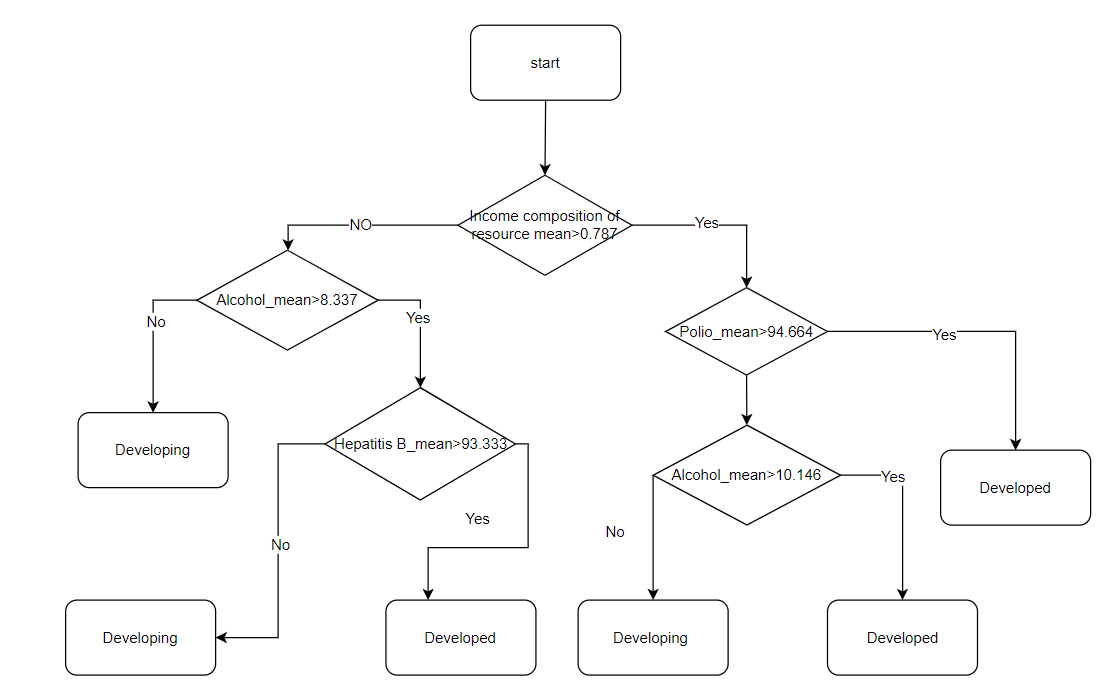 start
Income composition of
resource mean>0.787
NO
Yes
Alcohol_mean>8.337
No
Yes
Polio_mean>94.664
Yes
Developing
Hepatitis B_mean>93.333
Alcohol_mean>10.146
Yes
Developed
No
Yes
No
Developing
Developed
Developing
Developed